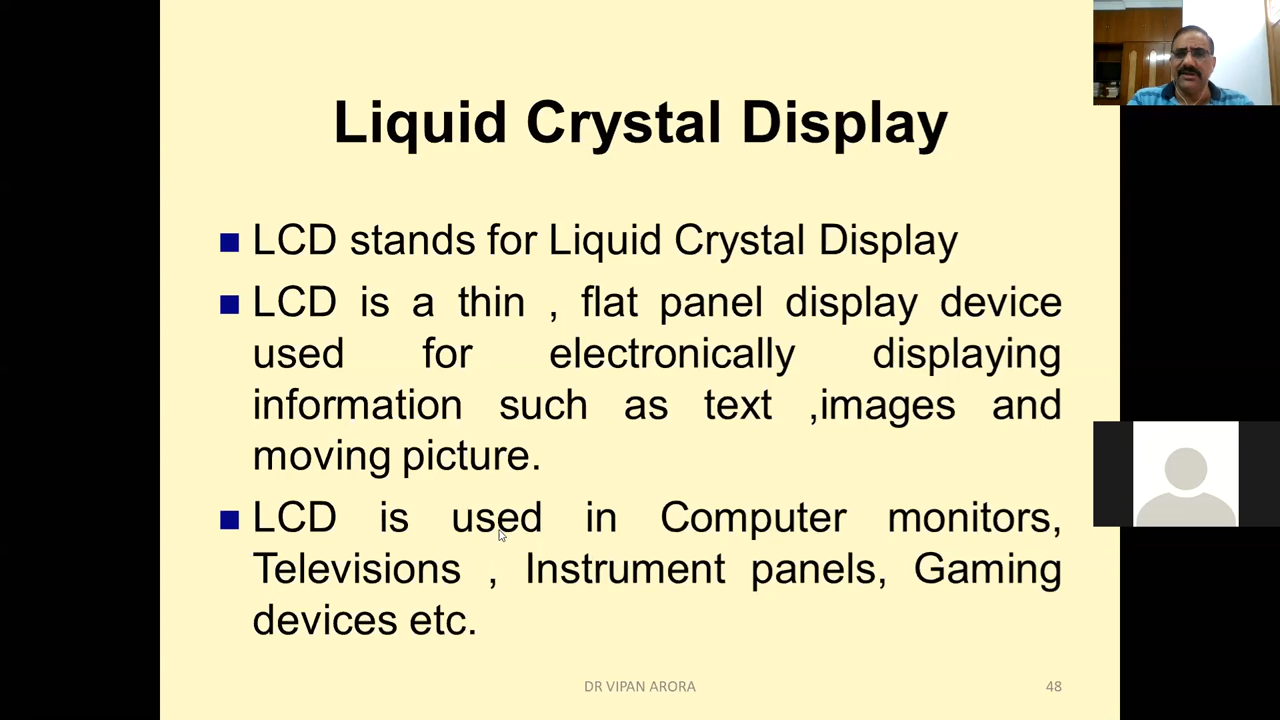 Liquid Crystal Display
LCD stands for Liquid Crystal Display
LCD is a thin , flat panel display device
used for electronically displaying
information such as text ,images and
moving picture.
LCD is used in Computer monitors,
Televisions , Instrument panels, Gaming
devices etc.
DR VIPAN ARORA
48